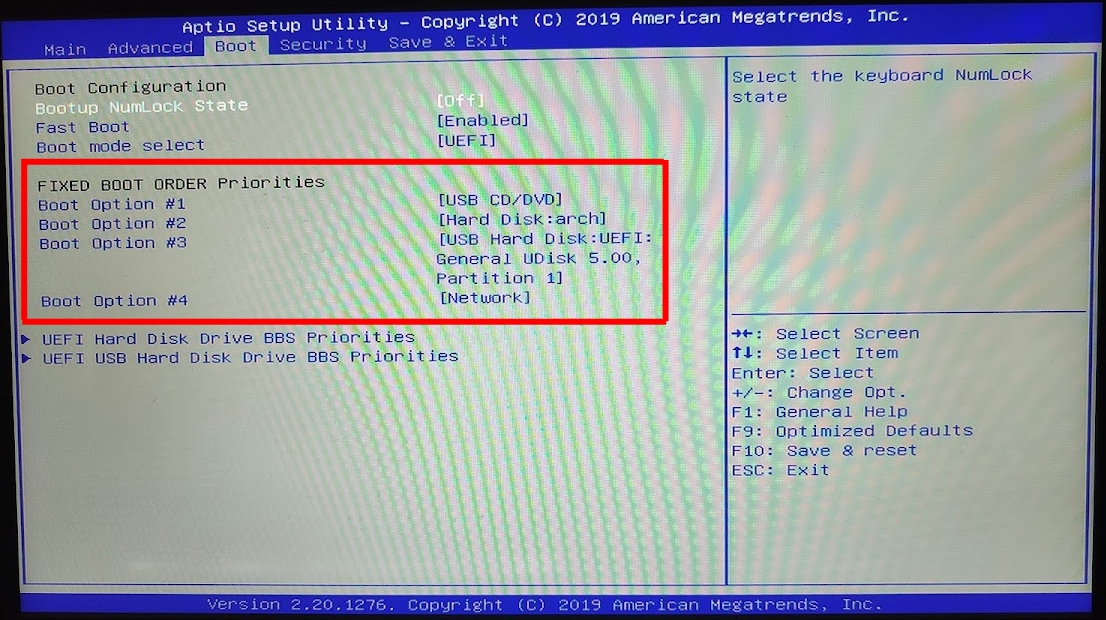 Aptio Setup Utility – Copyright (C) 2019 American Megatrends, Inc.
Main Advanced Boot Security Save & Exit
Boot Configuration
Bootup NumLock State [Off]
Fast Boot [Enabled]
Boot mode select [UEFI]
FIXED BOOT ORDER Priorities
Boot Option #1 [USB CD/DVD]
Boot Option #2 [Hard Disk:arch]
Boot Option #3 [USB Hard Disk:UEFI:
General UDisk 5.00,
Partition 1]
Boot Option #4 [Network]
UEFI Hard Disk Drive BBS Priorities
UEFI USB Hard Disk Drive BBS Priorities
Select the keyboard NumLock
state
→←: Select Screen
↑↓: Select Item
Enter: Select
+/-: Change Opt.
F1: General Help
F9: Optimized Defaults
F10: Save & reset
ESC: Exit
Version 2.20.1276. Copyright (C) 2019 American Megatrends, Inc.